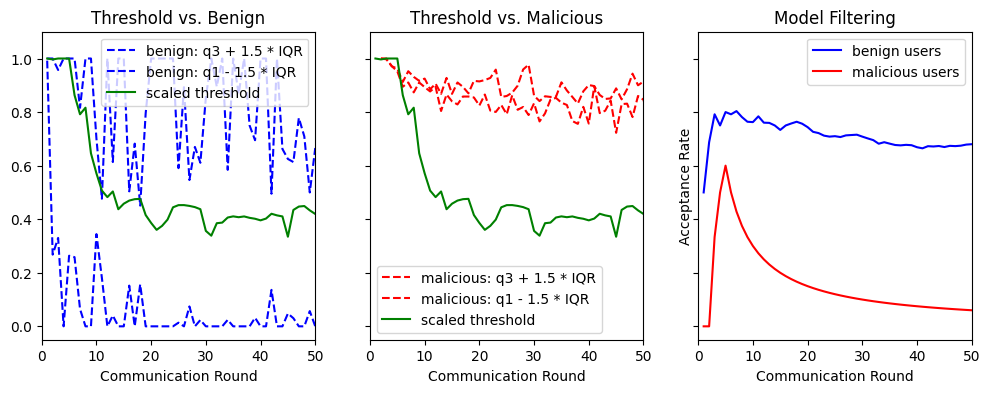 Threshold vs. Benign
benign: q3 + 1.5 * IQR
benign: q1 - 1.5 * IQR
scaled threshold
1.0
0.8
0.6
0.4
0.2
0.0
0 10 20 30 40 50
Communication Round
Threshold vs. Malicious
malicious: q3 + 1.5 * IQR
malicious: q1 - 1.5 * IQR
scaled threshold
0 10 20 30 40 50
Communication Round
Model Filtering
benign users
malicious users
Acceptance Rate
0 10 20 30 40 50
Communication Round